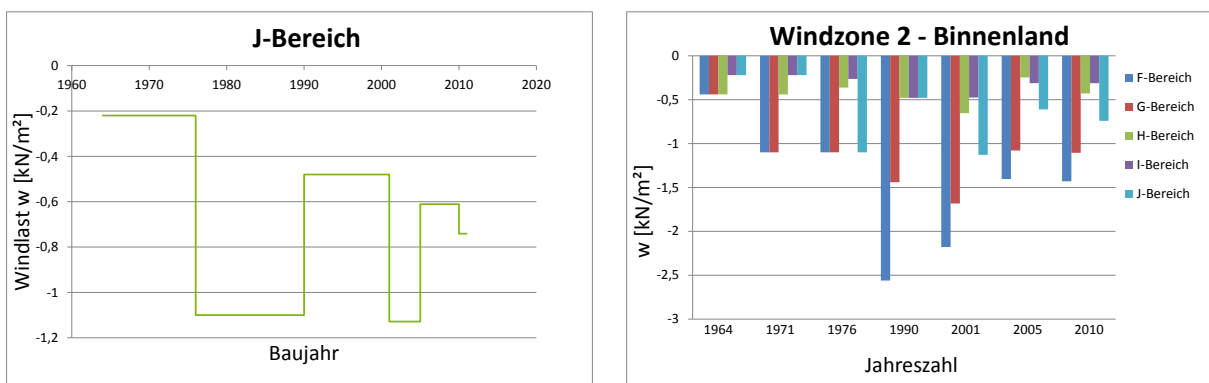 J-Bereich
0
1960 1970 1980 1990 2000 2010 2020
-0,2
-0,4
-0,6
-0,8
-1
-1,2
Windlast w [kN/m²]
Baujahr
Windzone 2 - Binnenland
0
-0,5
-1
-1,5
-2
-2,5
-3
w [kN/m²]
1964 1971 1976 1990 2001 2005 2010
Jahreszahl
F-Bereich
G-Bereich
H-Bereich
I-Bereich
J-Bereich